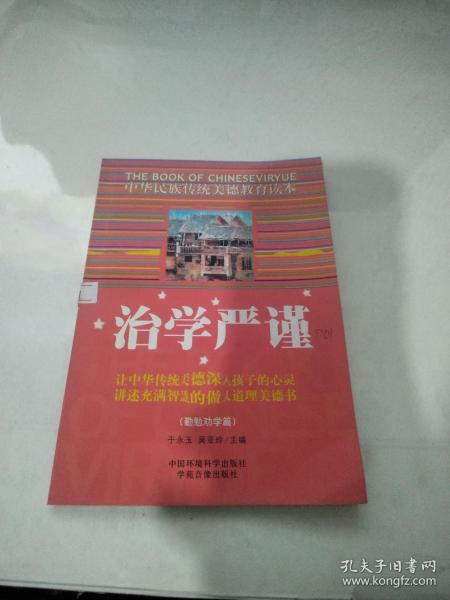 THE BOOK OF CHINESEVIRYUE
中华民族传统美德教育读本
治学严谨
让中华传统美德深入孩子的心灵
讲述充满智慧的做人道理美德书
(勤勉劝学篇)
于永玉 吴亚玲/主编
中国环境科学出版社
学苑音像出版社
孔夫子旧书网
www.kongfz.com